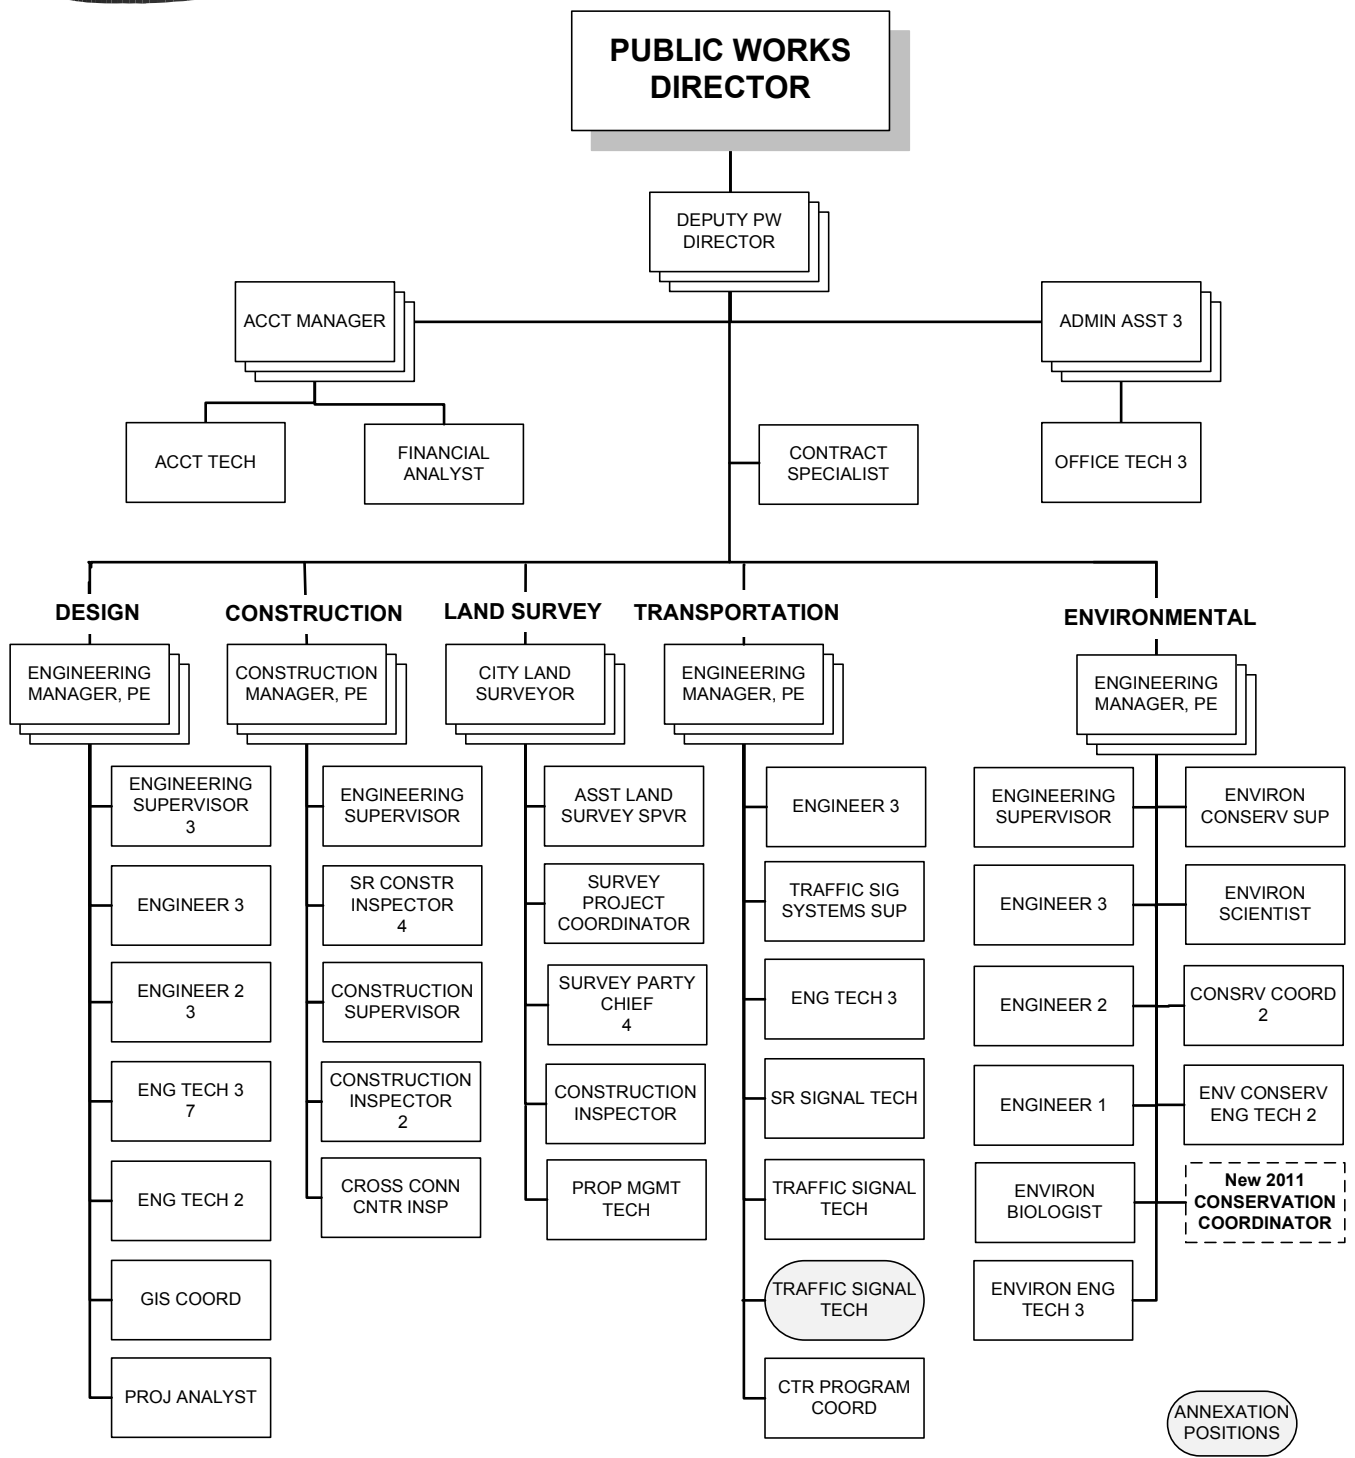 PUBLIC WORKS
DIRECTOR
DEPUTY PW
DIRECTOR
ACCT MANAGER
ADMIN ASST 3
ACCT TECH
FINANCIAL
ANALYST
CONTRACT
SPECIALIST
OFFICE TECH 3
DESIGN
ENGINEERING
MANAGER, PE
ENGINEERING
SUPERVISOR
3
ENGINEER 3
ENGINEER 2
3
ENG TECH 3
7
ENG TECH 2
GIS COORD
PROJ ANALYST
CONSTRUCTION
CONSTRUCTION
MANAGER, PE
ENGINEERING
SUPERVISOR
SR CONSTR
INSPECTOR
4
CONSTRUCTION
SUPERVISOR
CONSTRUCTION
INSPECTOR
2
CROSS CONN
CNTR INSP
LAND SURVEY
CITY LAND
SURVEYOR
ASST LAND
SURVEY SPVR
SURVEY
PROJECT
COORDINATOR
SURVEY PARTY
CHIEF
4
CONSTRUCTION
INSPECTOR
PROP MGMT
TECH
TRANSPORTATION
ENGINEERING
MANAGER, PE
ENGINEER 3
TRAFFIC SIG
SYSTEMS SUP
ENG TECH 3
SR SIGNAL TECH
TRAFFIC SIGNAL
TECH
TRAFFIC SIGNAL
TECH
CTR PROGRAM
COORD
ENVIRONMENTAL
ENGINEERING
MANAGER, PE
ENGINEERING
SUPERVISOR
ENGINEER 3
ENGINEER 2
ENGINEER 1
ENVIRON
BIOLOGIST
ENVIRON ENG
TECH 3
ENVIRON
CONSERV SUP
ENVIRON
SCIENTIST
CONSRV COORD
2
ENV CONSERV
ENG TECH 2
New 2011
CONSERVATION
COORDINATOR
ANNEXATION
POSITIONS